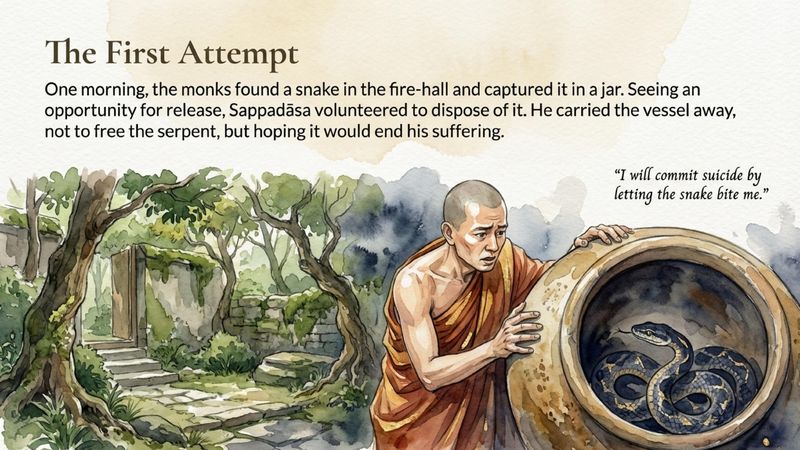 The First Attempt
One morning, the monks found a snake in the fire-hall and captured it in a jar. Seeing an
opportunity for release, Sappadāsa volunteered to dispose of it. He carried the vessel away,
not to free the serpent, but hoping it would end his suffering.
“I will commit suicide by
letting the snake bite me.”